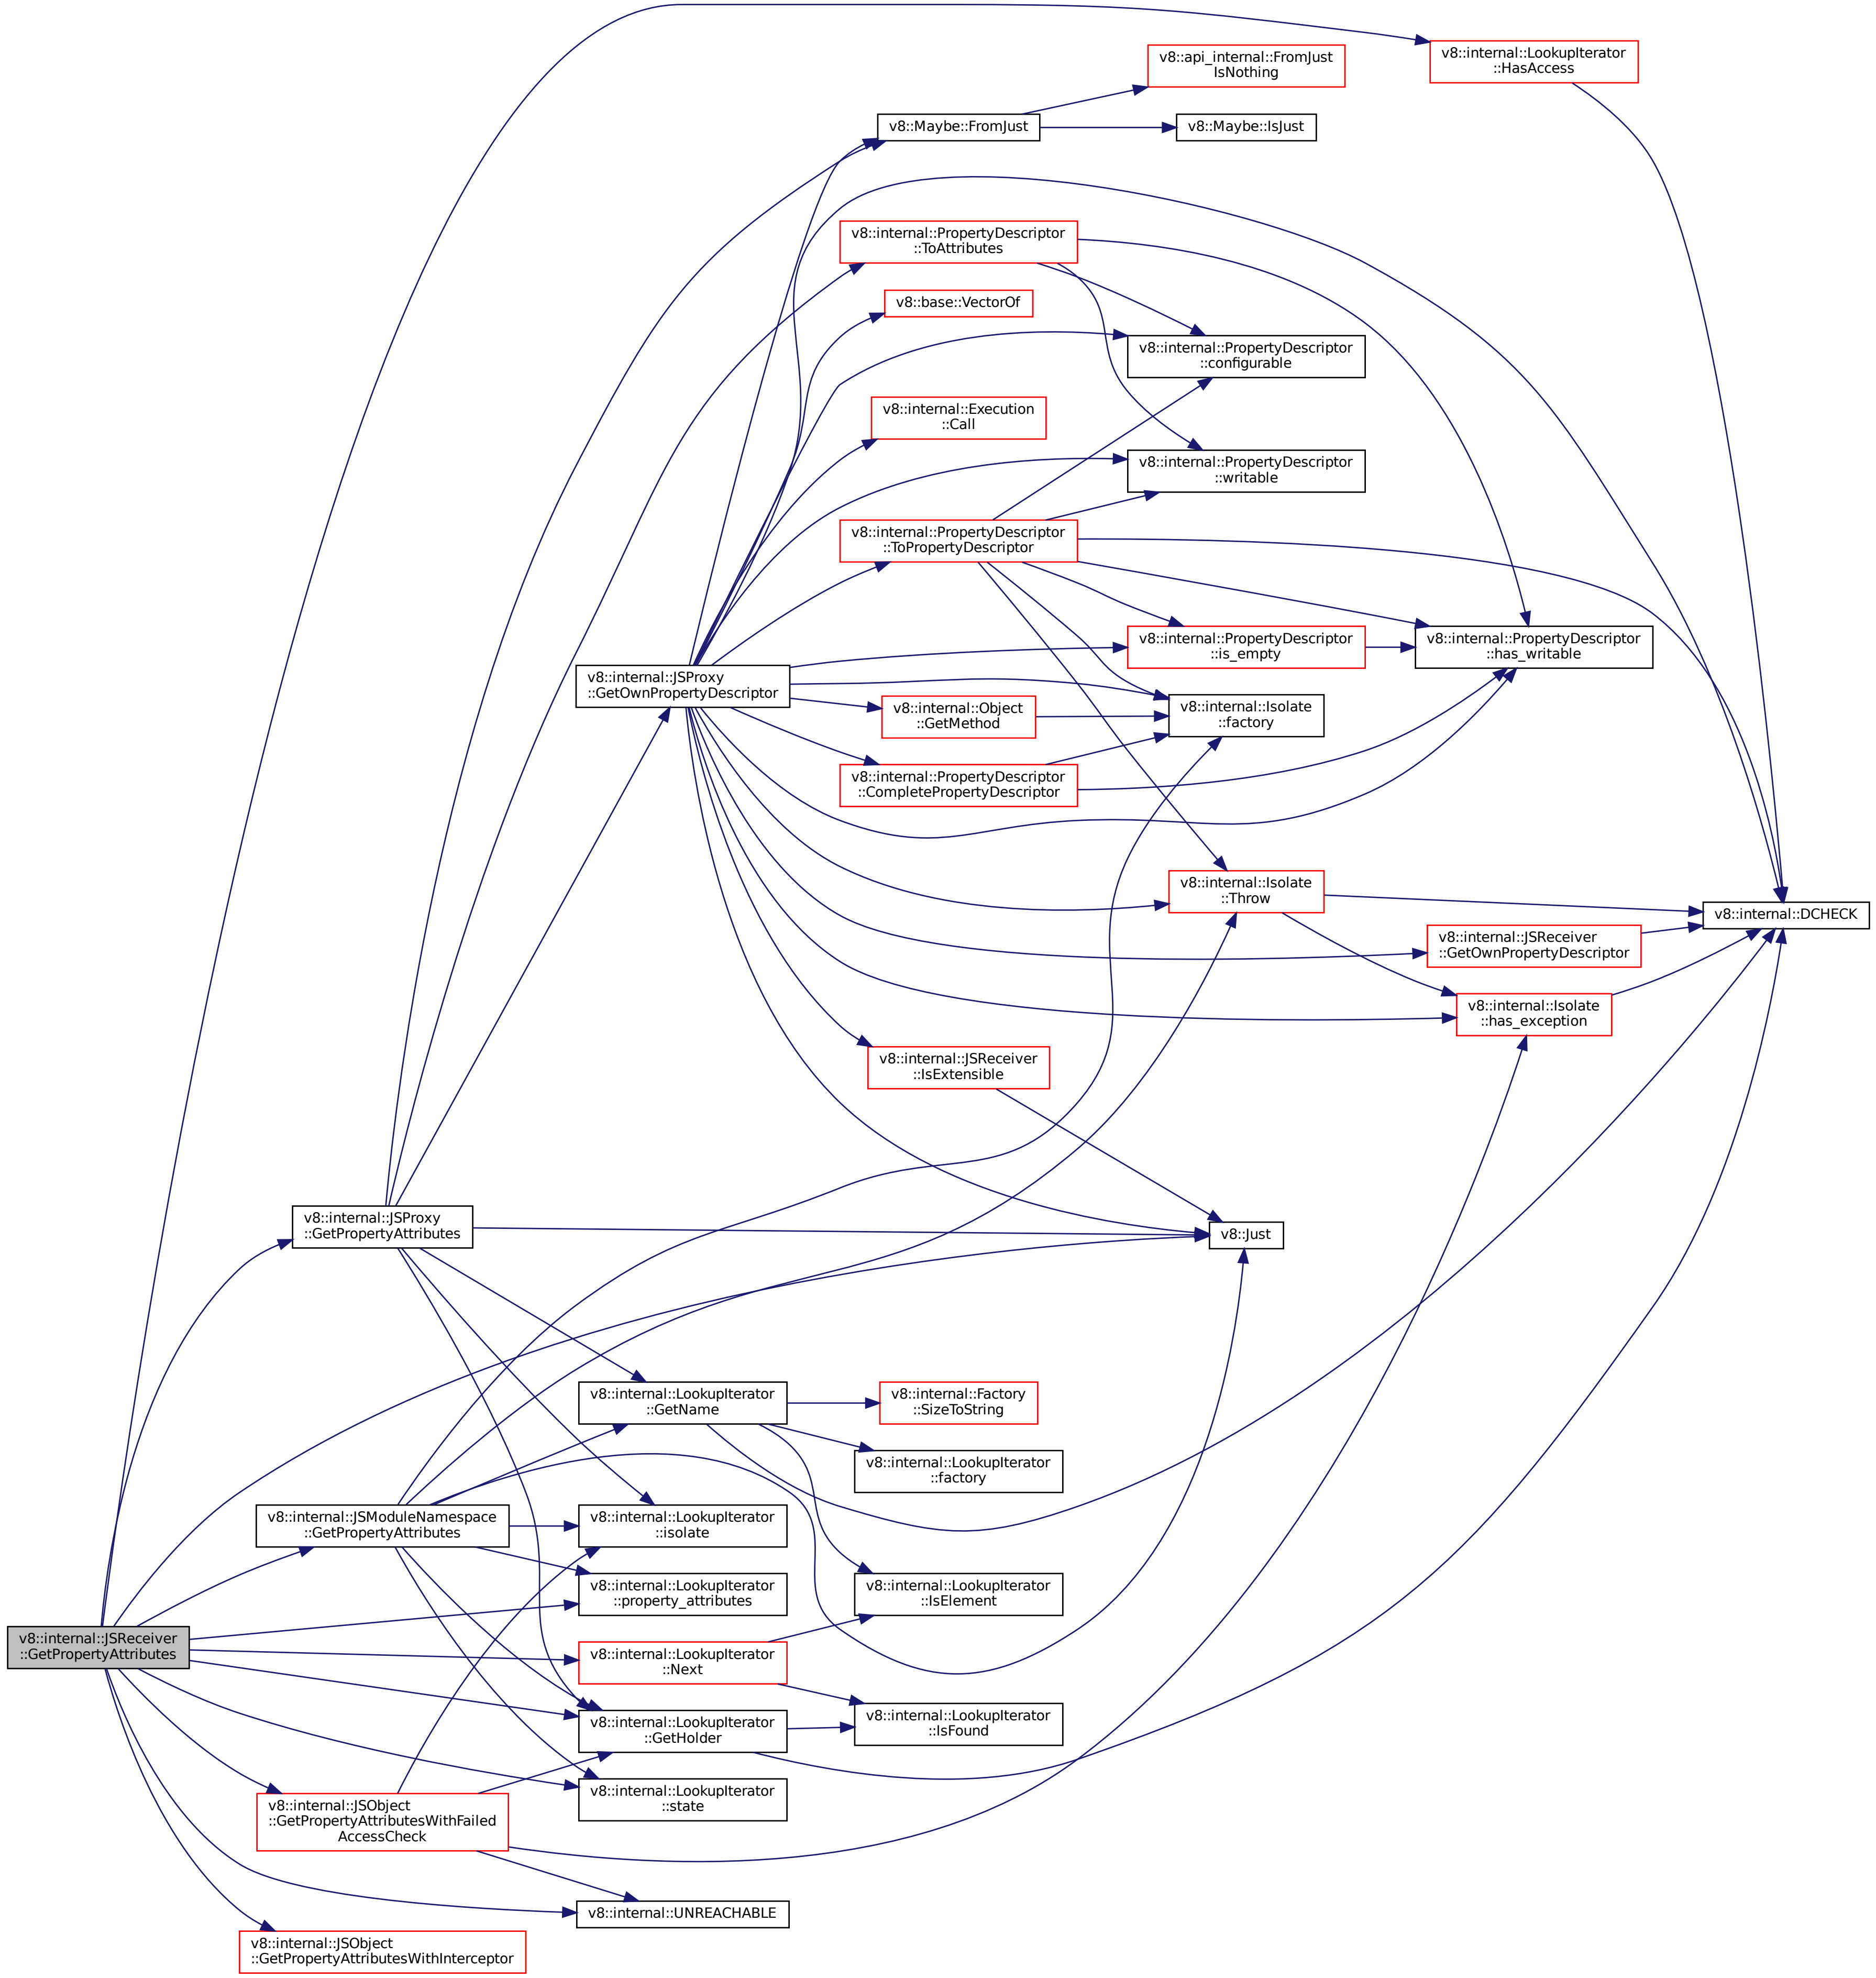 v8::internal::JSReceiver
::GetPropertyAttributes
v8::internal::LookupIterator
::HasAccess
v8::api_internal::FromJust
IsNothing
v8::Maybe::FromJust
v8::Maybe::IsJust
v8::internal::PropertyDescriptor
::ToAttributes
v8::base::VectorOf
v8::internal::PropertyDescriptor
::configurable
v8::internal::Execution
::Call
v8::internal::PropertyDescriptor
::writable
v8::internal::PropertyDescriptor
::ToPropertyDescriptor
v8::internal::PropertyDescriptor
::is_empty
v8::internal::PropertyDescriptor
::has_writable
v8::internal::JSProxy
::GetOwnPropertyDescriptor
v8::internal::Object
::GetMethod
v8::internal::Isolate
::factory
v8::internal::PropertyDescriptor
::CompletePropertyDescriptor
v8::internal::Isolate
::Throw
v8::internal::DCHECK
v8::internal::JSReceiver
::GetOwnPropertyDescriptor
v8::internal::Isolate
::has_exception
v8::internal::JSReceiver
::IsExtensible
v8::internal::JSProxy
::GetPropertyAttributes
v8::Just
v8::internal::LookupIterator
::GetName
v8::internal::Factory
::SizeToString
v8::internal::LookupIterator
::factory
v8::internal::JSModuleNamespace
::GetPropertyAttributes
v8::internal::LookupIterator
::isolate
v8::internal::LookupIterator
::property_attributes
v8::internal::LookupIterator
::IsElement
v8::internal::LookupIterator
::Next
v8::internal::LookupIterator
::GetHolder
v8::internal::LookupIterator
::IsFound
v8::internal::LookupIterator
::state
v8::internal::JSObject
::GetPropertyAttributesWithFailed
AccessCheck
v8::internal::UNREACHABLE
v8::internal::JSObject
::GetPropertyAttributesWithInterceptor